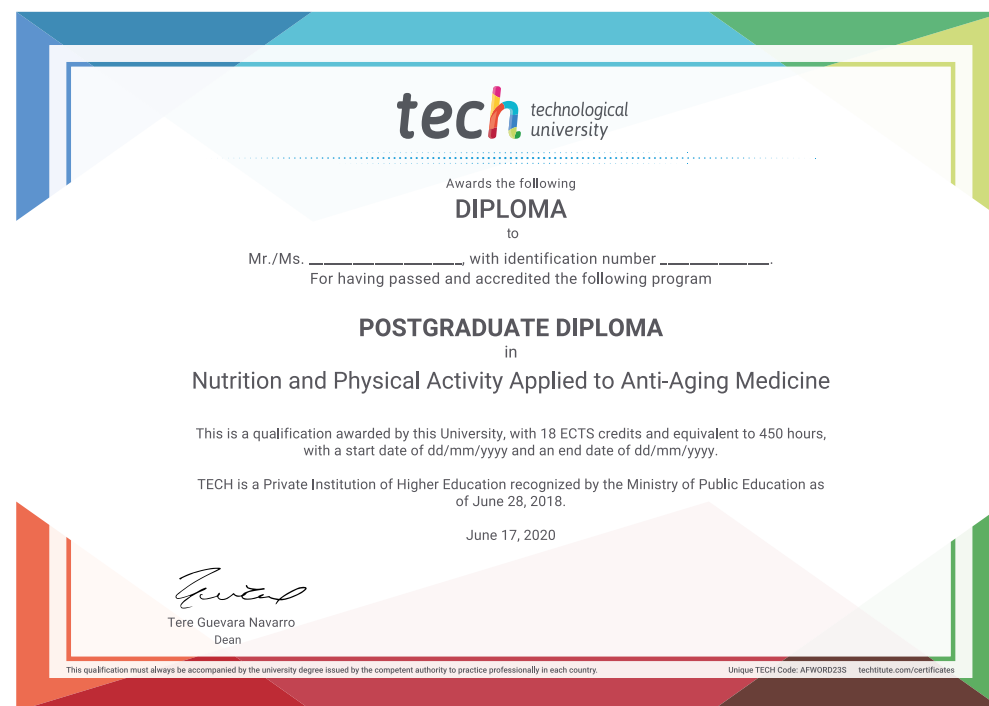 tech technological
university
Awards the following
DIPLOMA
to
Mr./Ms. ____________________, with identification number ______________.
For having passed and accredited the following program
POSTGRADUATE DIPLOMA
in
Nutrition and Physical Activity Applied to Anti-Aging Medicine
This is a qualification awarded by this University, with 18 ECTS credits and equivalent to 450 hours,
with a start date of dd/mm/yyyy and an end date of dd/mm/yyyy.
TECH is a Private Institution of Higher Education recognized by the Ministry of Public Education as
of June 28, 2018.
June 17, 2020
Tere Guevara Navarro
Dean
This qualification must always be accompanied by the university degree issued by the competent authority to practice professionally in each country.
Unique TECH Code: AFWORD23S techtitute.com/certificates